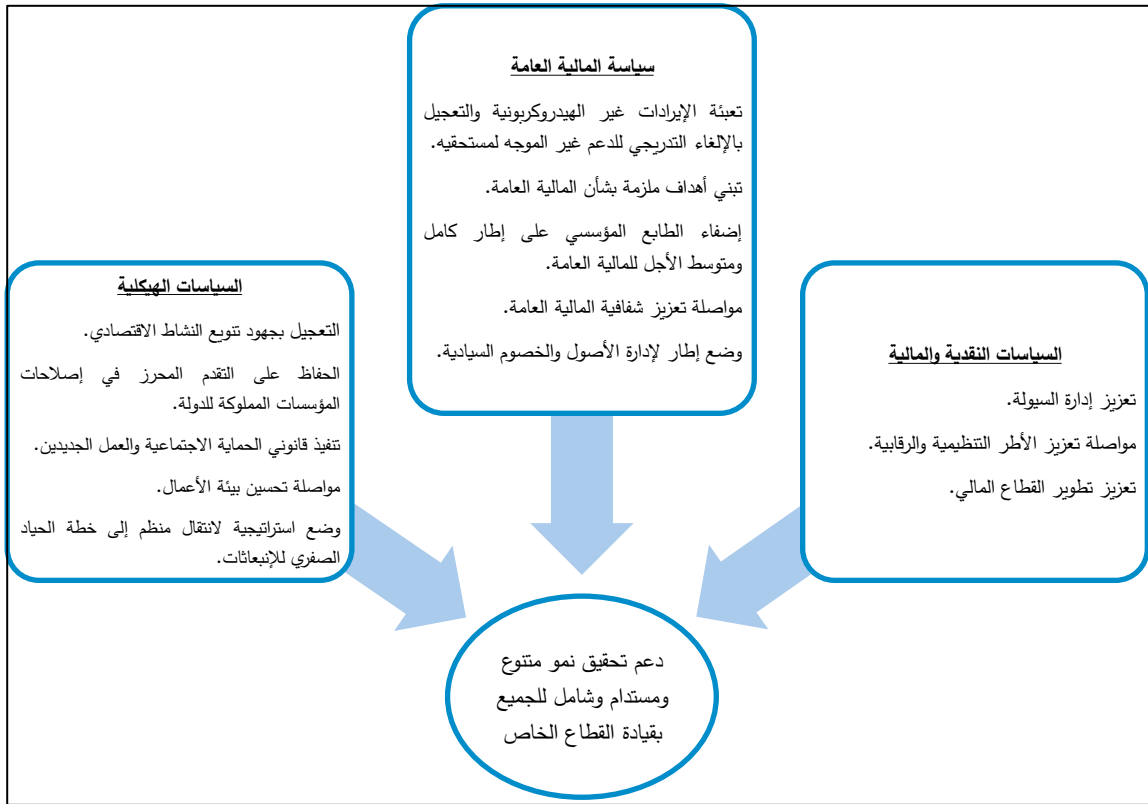 سياسة المالية العامة
تعبئة الإيرادات غير الهيدروكربونية والتعجيل
بالإلغاء التدريجي للدعم غير الموجه لمستحقيه.
تبني أهداف ملزمة بشأن المالية العامة.
إضفاء الطابع المؤسسي على إطار كامل
ومتوسط الأجل للمالية العامة.
مواصلة تعزيز شفافية المالية العامة.
وضع إطار لإدارة الأصول والخصوم السيادية.
السياسات النقدية والمالية
تعزيز إدارة السيولة.
مواصلة تعزيز الأطر التنظيمية والرقابية.
تعزيز تطوير القطاع المالي.
السياسات الهيكلية
التعجيل بجهود تنويع النشاط الاقتصادي.
الحفاظ على التقدم المحرز في إصلاحات
المؤسسات المملوكة للدولة.
تنفيذ قانوني الحماية الاجتماعية والعمل الجديدين.
مواصلة تحسين بيئة الأعمال.
وضع استراتيجية لانتقال منظم إلى خطة الحياد
الصفري للإنبعاثات.
دعم تحقيق نمو متنوع
ومستدام وشامل للجميع
بقيادة القطاع الخاص